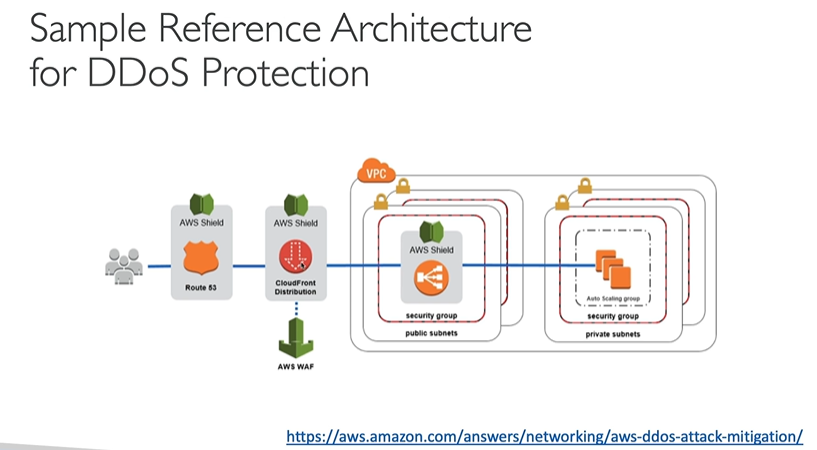 Sample Reference Architecture
for DDoS Protection
VPC
AWS Shield
Route 53
AWS Shield
CloudFront
Distribution
AWS WAF
AWS Shield
security group
public subnets
Auto Scaling group
security group
private subnets
https://aws.amazon.com/answers/networking/aws-ddos-attack-mitigation/